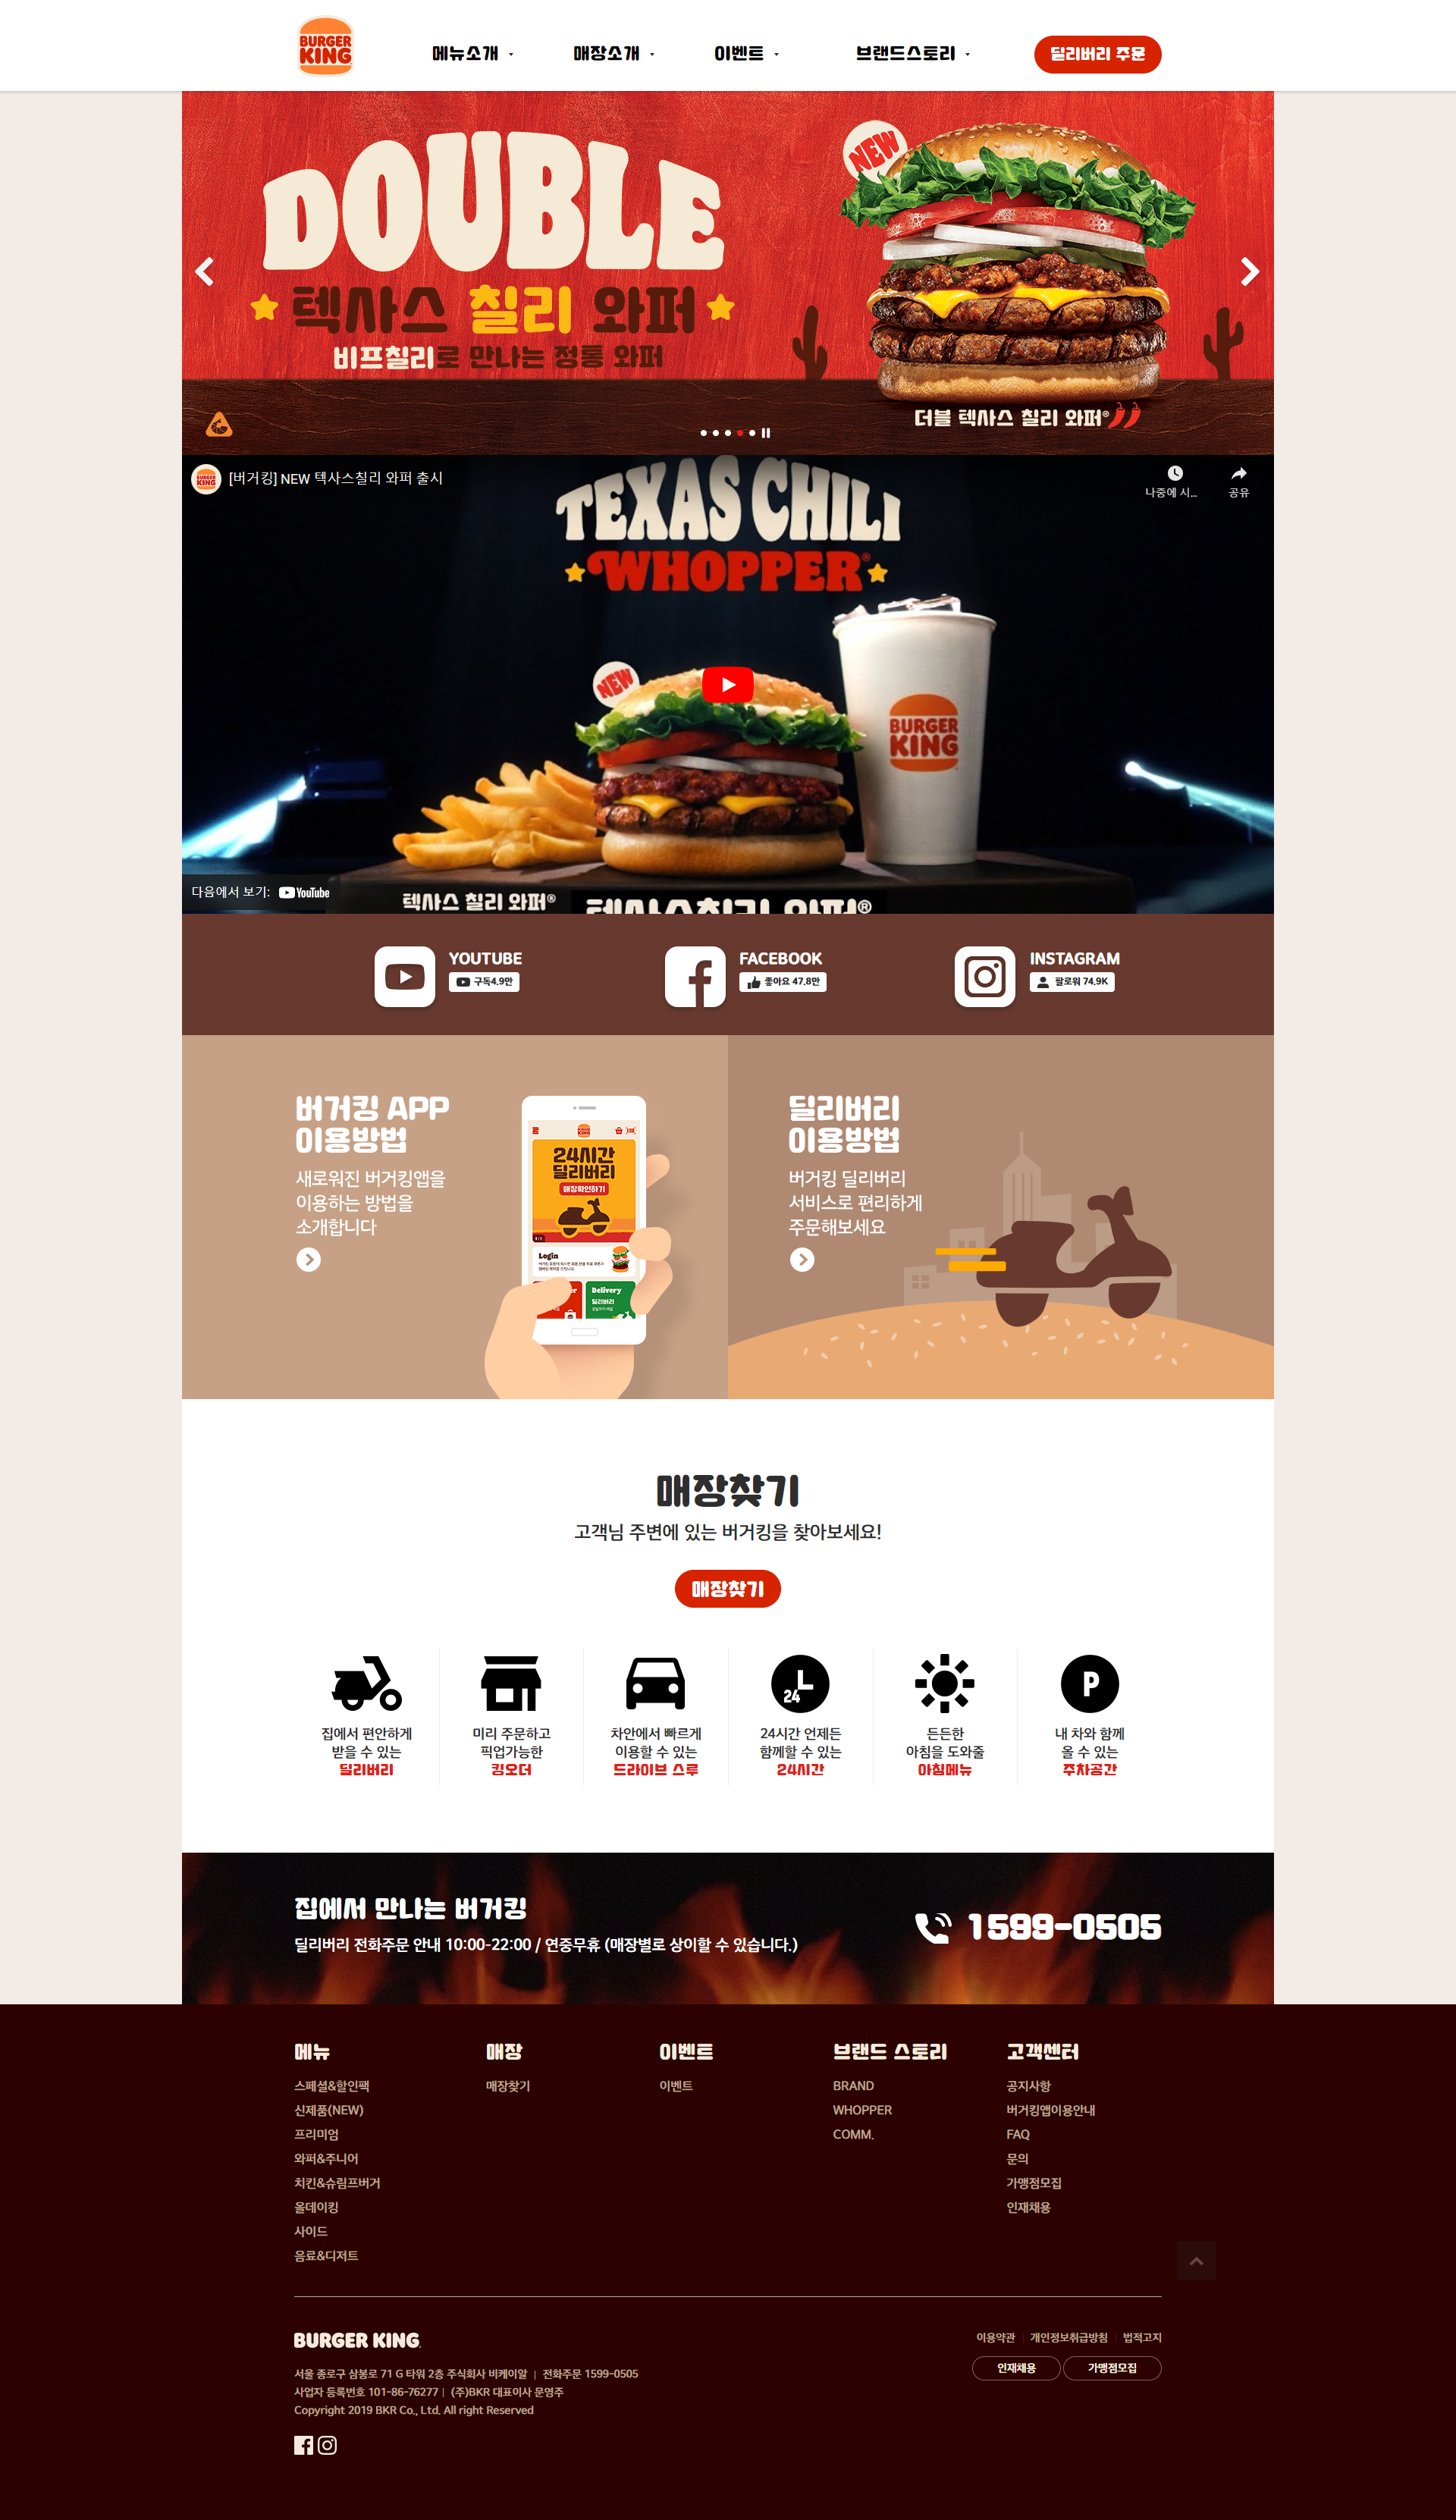 BURGER
KING
메뉴소개
매장소개
이벤트
브랜드스토리
딜리버리 주문
DOUBLE
NEW
텍사스 칠리 와퍼
비프칠리로 만나는 정통 와퍼
더블 텍사스 칠리 와퍼®
[버거킹] NEW 텍사스칠리 와퍼 출시
나중에 시...
공유
TEXAS CHILI
WHOPPER®
NEW
BURGER
KING
다음에서 보기: YouTube
텍사스 칠리 와퍼®
텍사스칠리 와퍼®
YOUTUBE
구독4.9만
FACEBOOK
좋아요 47.8만
INSTAGRAM
팔로워 74.9K
버거킹 APP
이용방법
새로워진 버거킹앱을
이용하는 방법을
소개합니다
24시간
딜리버리
매장확인하기
Login
Delivery
딜리버리
딜리버리
이용방법
버거킹 딜리버리
서비스로 편리하게
주문해보세요
매장찾기
고객님 주변에 있는 버거킹을 찾아보세요!
매장찾기
집에서 편안하게
받을 수 있는
딜리버리
미리 주문하고
픽업가능한
킹오더
차안에서 빠르게
이용할 수 있는
드라이브 스루
24
24시간 언제든
함께할 수 있는
24시간
든든한
아침을 도와줄
아침메뉴
P
내 차와 함께
올 수 있는
주차공간
집에서 만나는 버거킹
딜리버리 전화주문 안내 10:00-22:00 / 연중무휴 (매장별로 상이할 수 있습니다.)
1599-0505
메뉴
스페셜&할인팩
신제품(NEW)
프리미엄
와퍼&주니어
치킨&슈림프버거
올데이킹
사이드
음료&디저트
매장
매장찾기
이벤트
이벤트
브랜드 스토리
BRAND
WHOPPER
COMM.
고객센터
공지사항
버거킹앱이용안내
FAQ
문의
가맹점모집
인재채용
BURGER KING
이용약관 | 개인정보취급방침 | 법적고지
인재채용
가맹점모집
서울 종로구 삼봉로 71 G 타워 2층 주식회사 비케이알 | 전화주문 1599-0505
사업자 등록번호 101-86-76277 | (주)BKR 대표이사 문영주
Copyright 2019 BKR Co., Ltd. All right Reserved